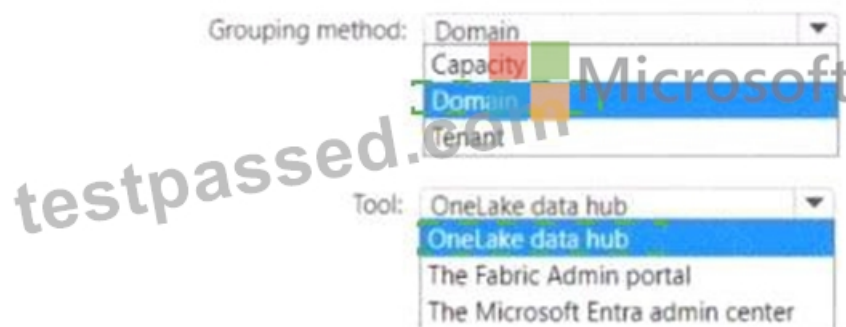 Grouping method: Domain
Capacity
Domain
Tenant
Microsoft
testpassed.com
Tool: OneLake data hub
OneLake data hub
The Fabric Admin portal
The Microsoft Entra admin center